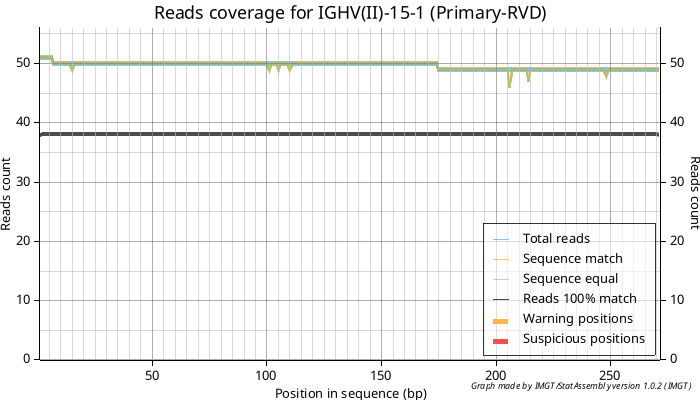 Reads coverage for IGHV(II)-15-1 (Primary-RVD)
50 50
40 40
30 30
20 20
10 10
0 0
Reads count
Reads count
Total reads
Sequence match
Sequence equal
Reads 100% match
Warning positions
Suspicious positions
50 100 150 200 250
Position in sequence (bp)
Graph made by IMGT/StatAssembly version 1.0.2 (IMGT)